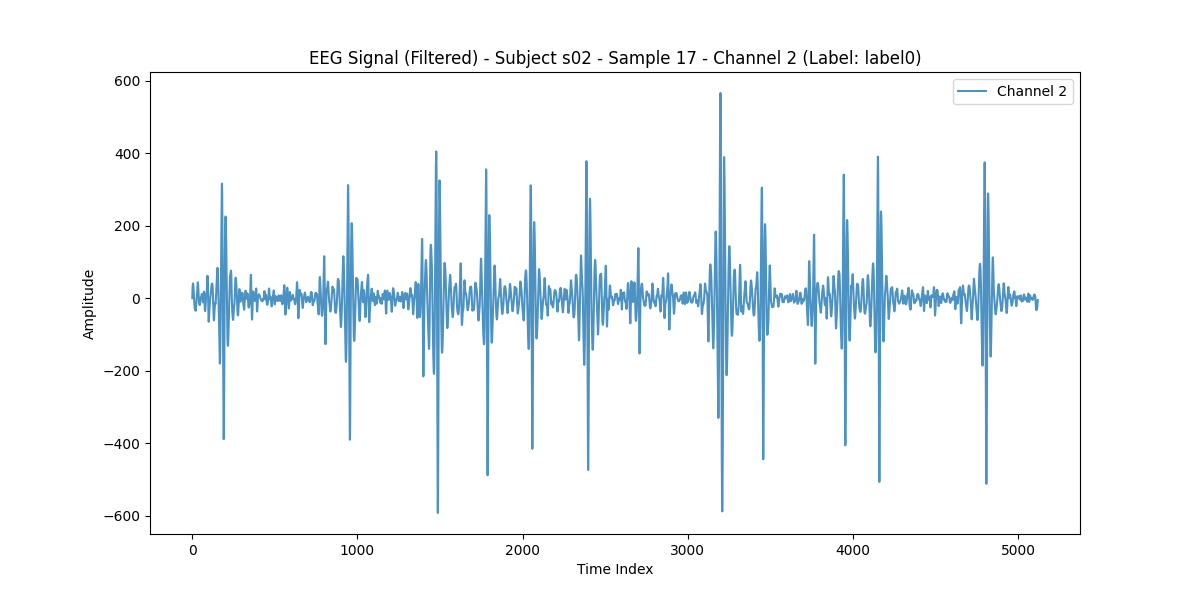 EEG Signal (Filtered) - Subject s02 - Sample 17 - Channel 2 (Label: label0)
Channel 2
600
400
200
0
−200
−400
−600
Amplitude
0 1000 2000 3000 4000 5000
Time Index